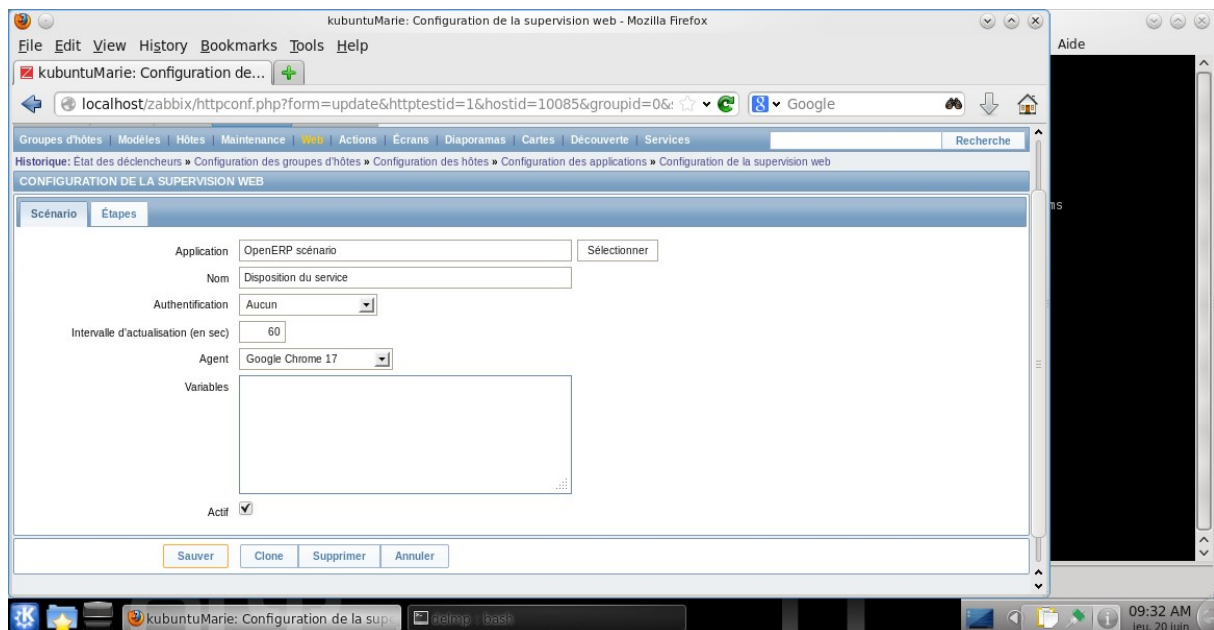 kubuntuMarie: Configuration de la supervision web - Mozilla Firefox
File Edit View History Bookmarks Tools Help
Aide
kubuntuMarie: Configuration de...
localhost/zabbix/httpconf.php?form=update&httptestid=1&hostid=10085&groupid=0&
Google
Groupes d'hôtes | Modèles | Hôtes | Maintenance | Web | Actions | Écrans | Diaporamas | Cartes | Découverte | Services
Recherche
Historique: État des déclencheurs » Configuration des groupes d'hôtes » Configuration des hôtes » Configuration des applications » Configuration de la supervision web
CONFIGURATION DE LA SUPERVISION WEB
ms
Scénario Étapes
Application OpenERP scénario Sélectionner
Nom Disposition du service
Authentification Aucun
Intervalle d'actualisation (en sec) 60
Agent Google Chrome 17
Variables
Actif
Sauver Clone Supprimer Annuler
kubuntuMarie: Configuration de la sup
: bash
09:32 AM
jeu. 20 juin